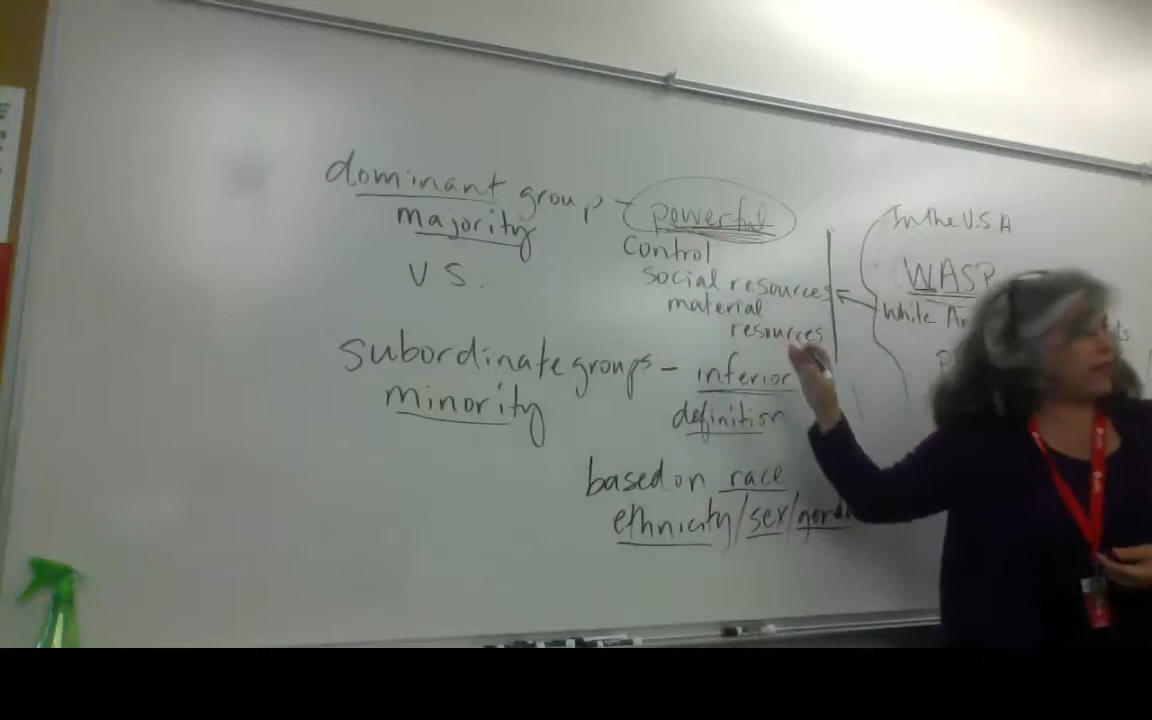 dominant group - powerful
majority
control
social resources
material
resources
vs.
subordinate groups - inferior
minority
definition
based on race
ethnicity/sex/
In the U.S A
WASP
White